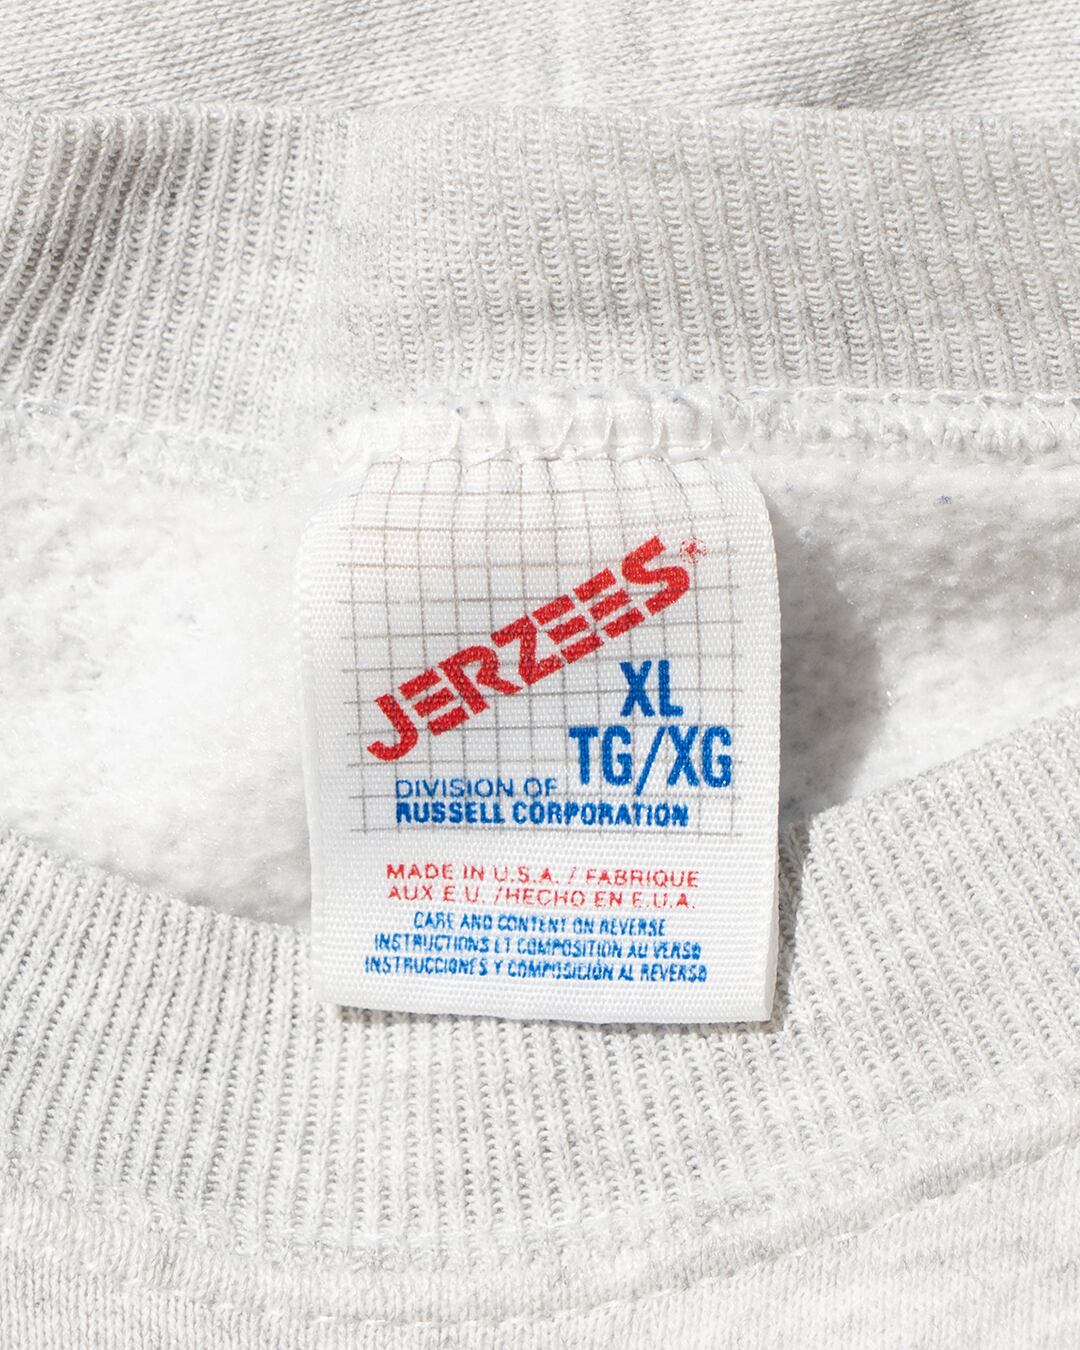 JERZEES®
XL
TG/XG
DIVISION OF
RUSSELL CORPORATION
MADE IN U.S.A. / FABRIQUE
AUX E.U. /HECHO EN E.U.A.
CARE AND CONTENT ON REVERSE
INSTRUCTIONS ET COMPOSITION AU VERSO
INSTRUCCIONES Y COMPOSICIÓN AL REVERSO